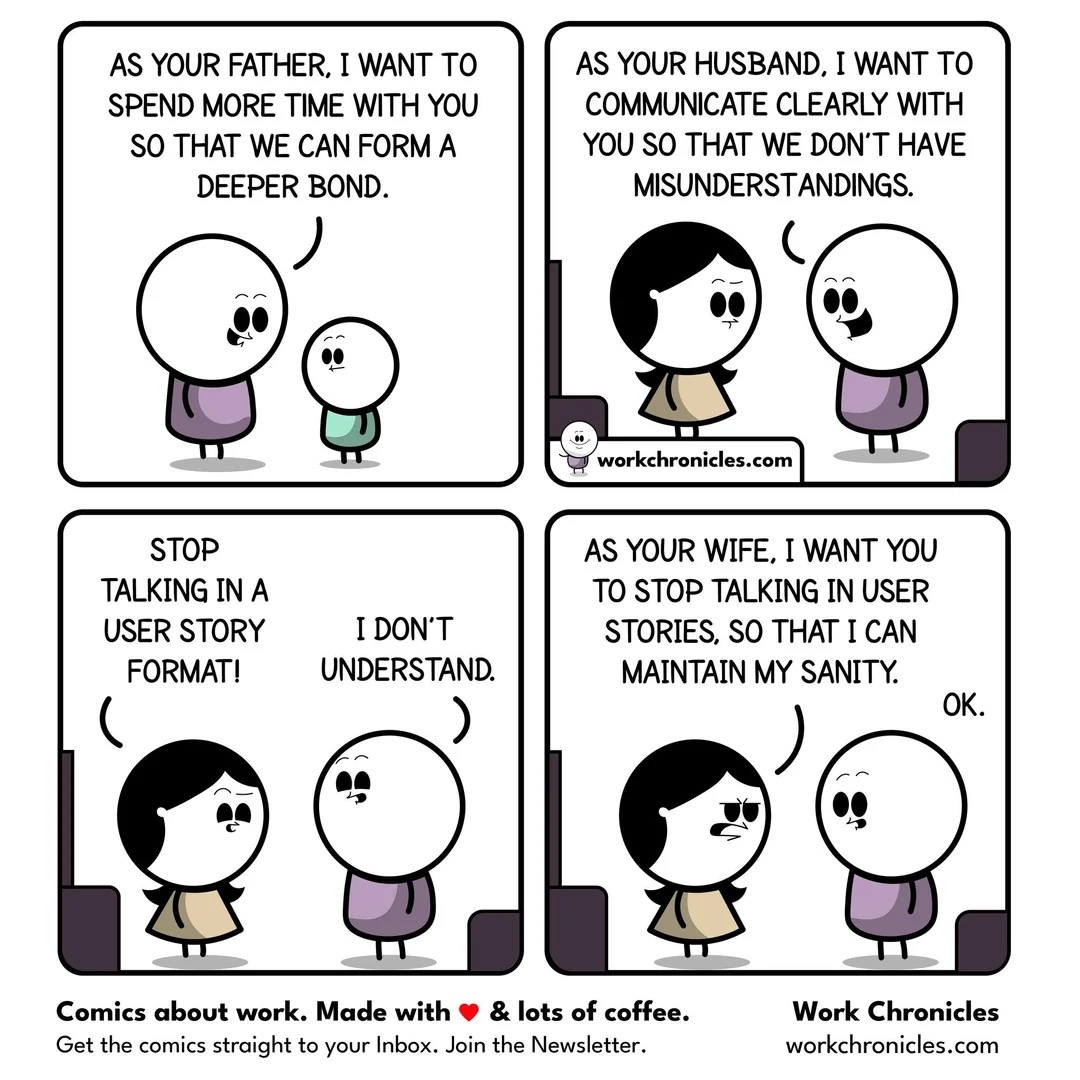 AS YOUR FATHER, I WANT TO
SPEND MORE TIME WITH YOU
SO THAT WE CAN FORM A
DEEPER BOND.
AS YOUR HUSBAND, I WANT TO
COMMUNICATE CLEARLY WITH
YOU SO THAT WE DON'T HAVE
MISUNDERSTANDINGS.
workchronicles.com
STOP
TALKING IN A
USER STORY
FORMAT!
I DON'T
UNDERSTAND.
AS YOUR WIFE, I WANT YOU
TO STOP TALKING IN USER
STORIES, SO THAT I CAN
MAINTAIN MY SANITY.
OK.
Comics about work. Made with ❤ & lots of coffee.
Get the comics straight to your Inbox. Join the Newsletter.
Work Chronicles
workchronicles.com